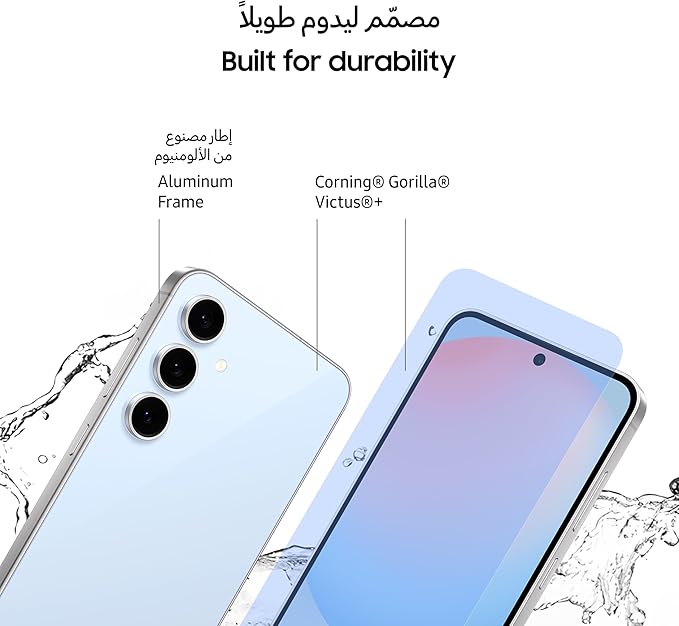 مصمّم ليدوم طويلاً
Built for durability
إطار مصنوع
من الألومنيوم
Aluminum
Frame
Corning® Gorilla®
Victus®+